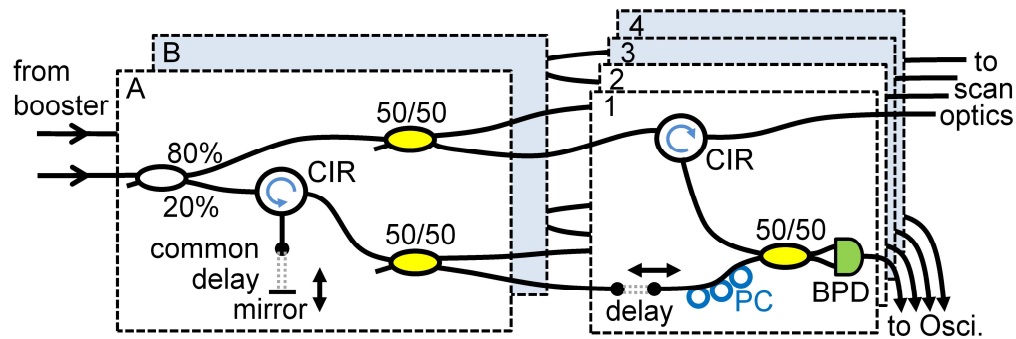 from
booster
B
A
80%
20%
CIR
50/50
50/50
common
delay
mirror
4
3
2
1
CIR
50/50
delay
PC
BPD
to
scan
optics
to Osci.